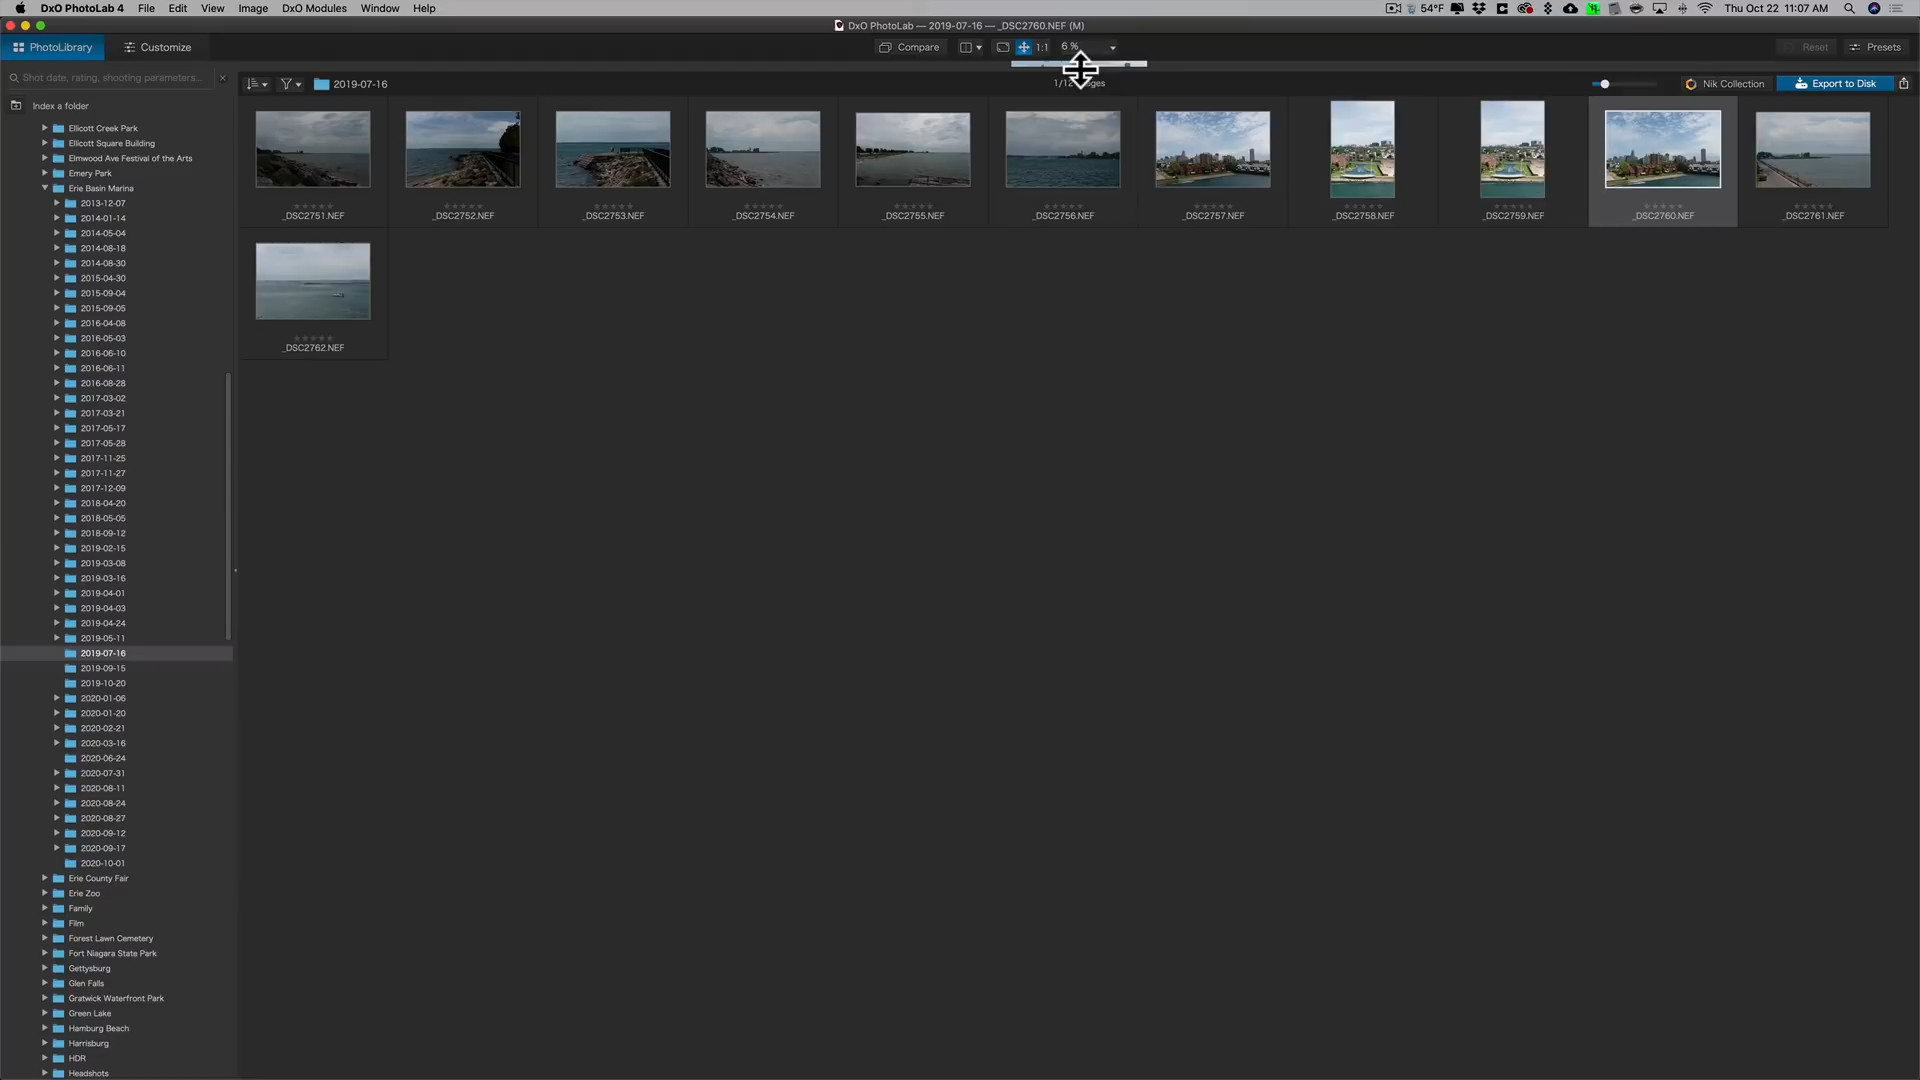 DxO PhotoLab 4 File Edit View Image DxO Modules Window Help 54°F Thu Oct 22 11:07 AM
DxO PhotoLab — 2019-07-16 — _DSC2760.NEF (M)
PhotoLibrary Customize Compare 1:1 6 % Reset Presets
Shot date, rating, shooting parameters...
2019-07-16 Nik Collection Export to Disk
Index a folder
Ellicott Creek Park
Ellicott Square Building
Elmwood Ave Festival of the Arts
Emery Park
Erie Basin Marina
2013-12-07
2014-01-14
2014-05-04
2014-08-18
2014-08-30
2015-04-30
2015-09-04
2015-09-05
2016-04-08
2016-05-03
2016-06-10
2016-06-11
2016-08-28
2017-03-02
2017-03-21
2017-05-17
2017-05-28
2017-11-25
2017-11-27
2017-12-09
2018-04-20
2018-05-05
2018-09-12
2019-02-15
2019-03-08
2019-03-16
2019-04-01
2019-04-03
2019-04-24
2019-05-11
2019-07-16
2019-09-15
2019-10-20
2020-01-06
2020-01-20
2020-02-21
2020-03-16
2020-06-24
2020-07-31
2020-08-11
2020-08-24
2020-08-27
2020-09-12
2020-09-17
2020-10-01
Erie County Fair
Erie Zoo
Family
Film
Forest Lawn Cemetery
Fort Niagara State Park
Gettysburg
Glen Falls
Gratwick Waterfront Park
Green Lake
Hamburg Beach
Harrisburg
HDR
Headshots
_DSC2751.NEF _DSC2752.NEF _DSC2753.NEF _DSC2754.NEF _DSC2755.NEF _DSC2756.NEF _DSC2757.NEF _DSC2758.NEF _DSC2759.NEF _DSC2760.NEF _DSC2761.NEF
_DSC2762.NEF